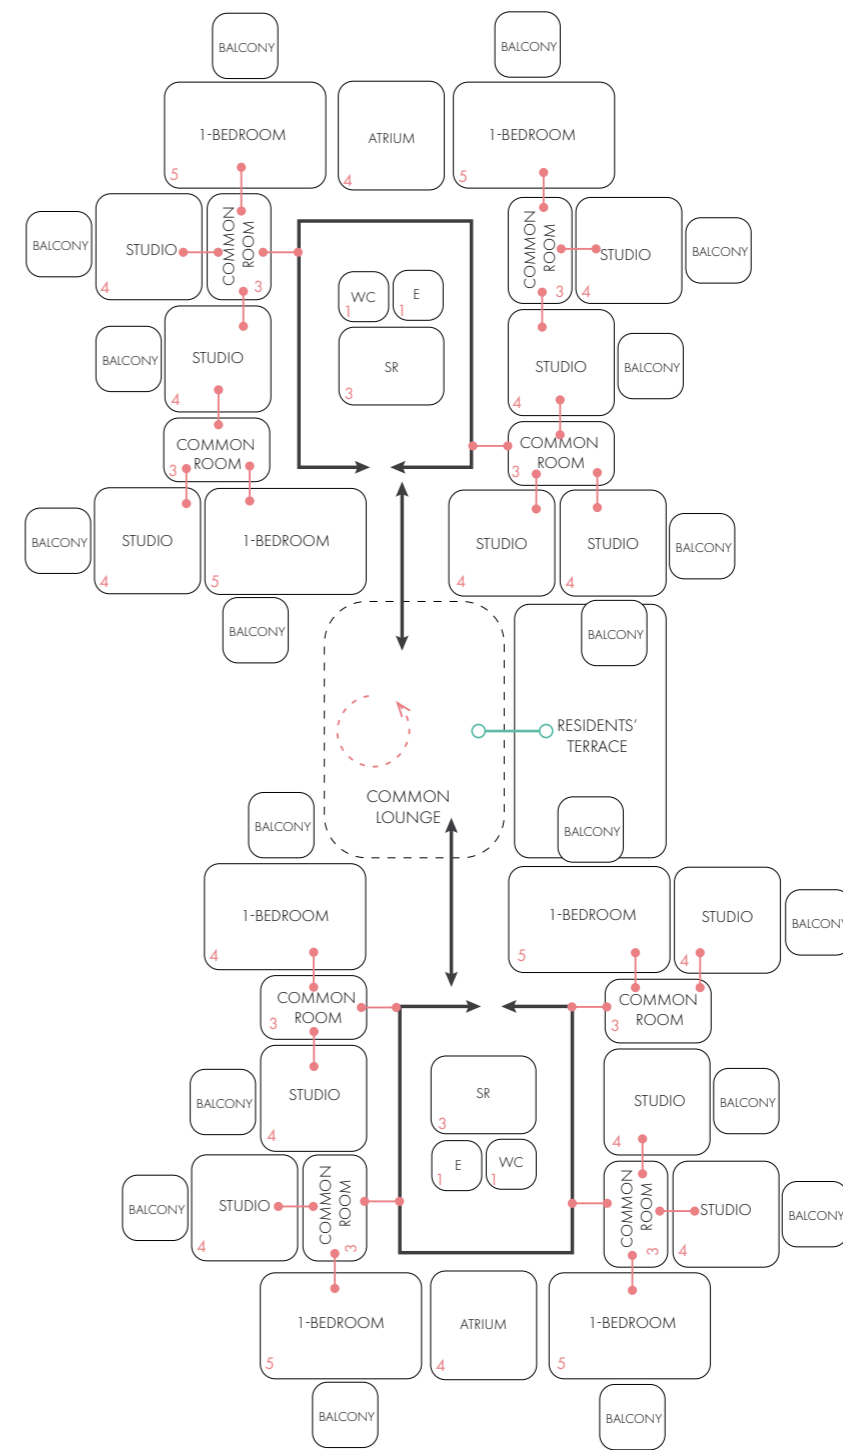 BALCONY
BALCONY
1-BEDROOM
5
ATRIUM
4
1-BEDROOM
5
BALCONY
STUDIO
4
COMMON
ROOM
3
COMMON
ROOM
3
STUDIO
4
BALCONY
WC
1
E
1
SR
3
BALCONY
STUDIO
4
STUDIO
4
BALCONY
COMMON
ROOM
3
COMMON
ROOM
3
BALCONY
STUDIO
4
1-BEDROOM
5
STUDIO
4
STUDIO
4
BALCONY
BALCONY
BALCONY
RESIDENTS'
TERRACE
COMMON
LOUNGE
BALCONY
BALCONY
1-BEDROOM
4
1-BEDROOM
5
STUDIO
4
BALCONY
COMMON
ROOM
3
COMMON
ROOM
3
BALCONY
STUDIO
4
SR
3
STUDIO
4
BALCONY
E
1
WC
1
BALCONY
STUDIO
4
COMMON
ROOM
3
COMMON
ROOM
3
STUDIO
4
BALCONY
1-BEDROOM
5
ATRIUM
4
1-BEDROOM
5
BALCONY
BALCONY